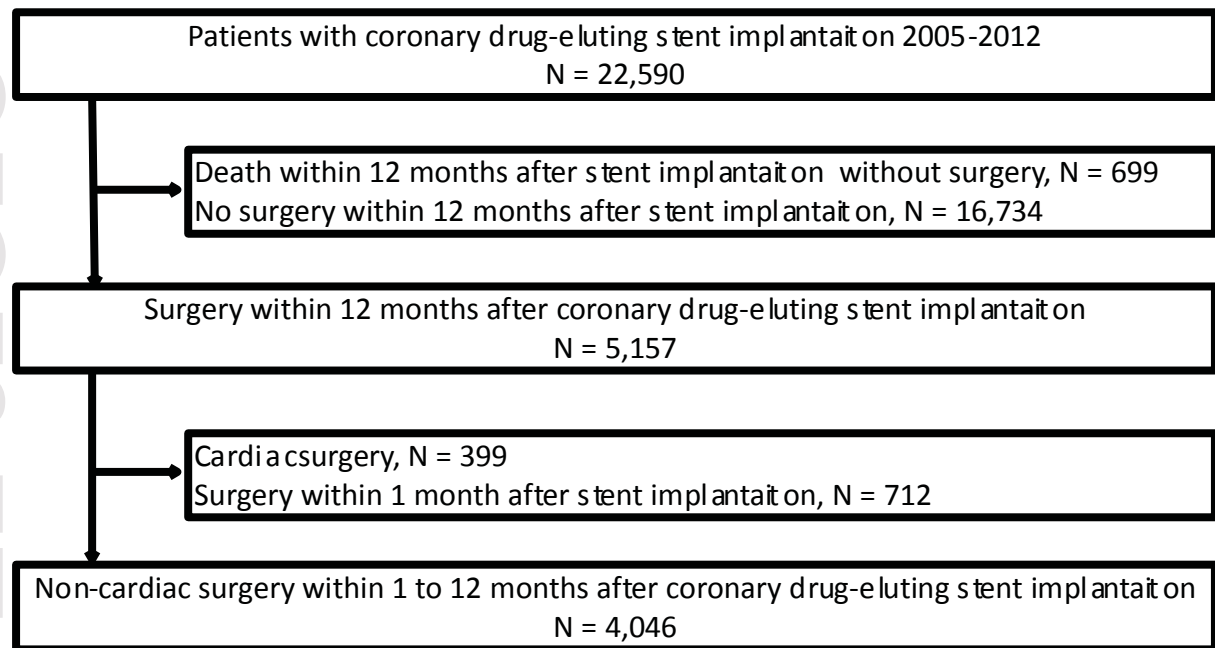 Patients with coronary drug-eluting stent implantaiton 2005-2012
N = 22,590
Death within 12 months after stent implantaiton without surgery, N = 699
No surgery within 12 months after stent implantaiton, N = 16,734
Surgery within 12 months after coronary drug-eluting stent implantaiton
N = 5,157
Cardiacsurgery, N = 399
Surgery within 1 month after stent implantaiton, N = 712
Non-cardiac surgery within 1 to 12 months after coronary drug-eluting stent implantaiton
N = 4,046